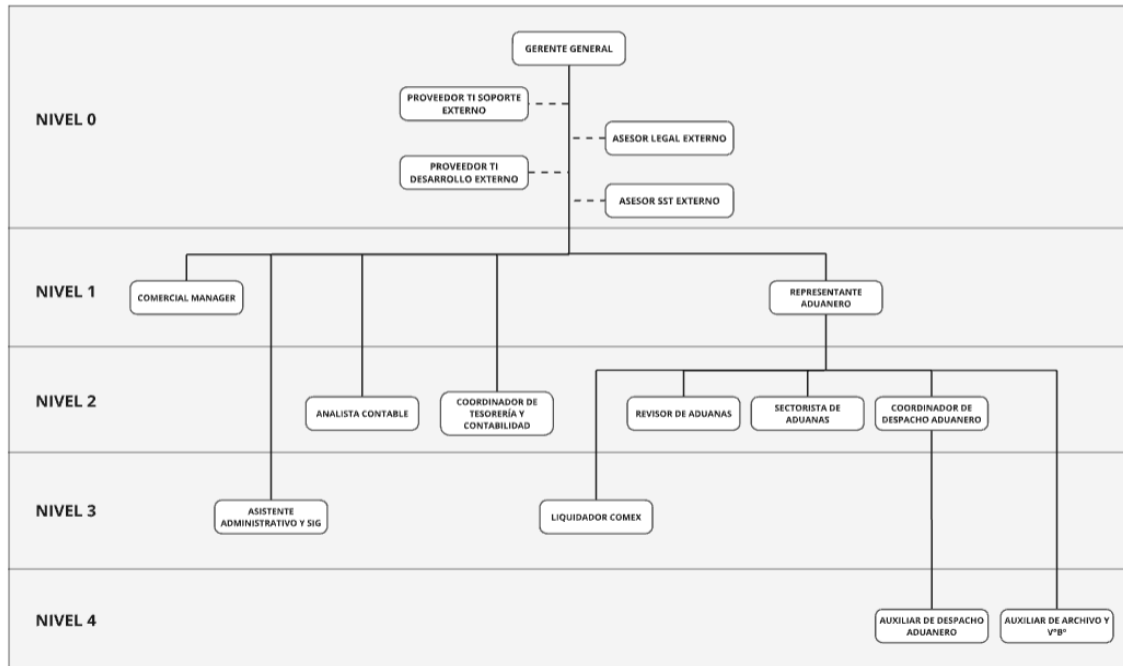 GERENTE GENERAL
PROVEEDOR TI SOPORTE
EXTERNO
NIVEL 0
ASESOR LEGAL EXTERNO
PROVEEDOR TI
DESARROLLO EXTERNO
ASESOR SST EXTERNO
NIVEL 1
COMERCIAL MANAGER
REPRESENTANTE
ADUANERO
NIVEL 2
ANALISTA CONTABLE
COORDINADOR DE
TESORERÍA Y
CONTABILIDAD
REVISOR DE ADUANAS
SECTORISTA DE
ADUANAS
COORDINADOR DE
DESPACHO ADUANERO
NIVEL 3
ASISTENTE
ADMINISTRATIVO Y SIG
LIQUIDADOR COMEX
NIVEL 4
AUXILIAR DE DESPACHO
ADUANERO
AUXILIAR DE ARCHIVO Y
V°B°